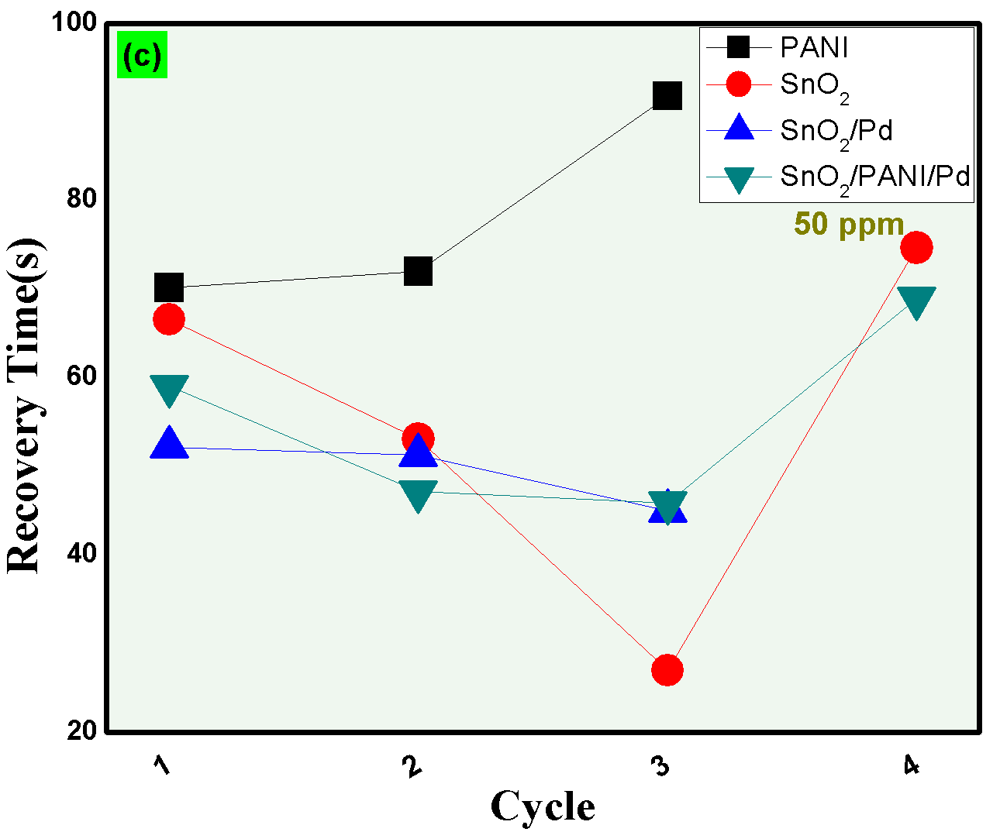 100
(c)
PANI
SnO₂
SnO₂/Pd
SnO₂/PANI/Pd
80
50 ppm
60
40
20
Recovery Time(s)
1 2 3 4
Cycle